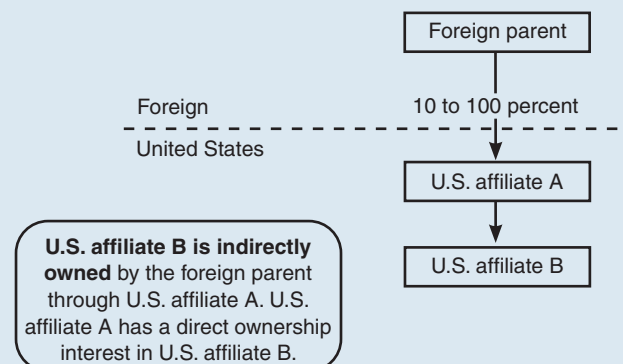 Foreign parent
Foreign
10 to 100 percent
United States
U.S. affiliate A
U.S. affiliate B
U.S. affiliate B is indirectly
owned by the foreign parent
through U.S. affiliate A. U.S.
affiliate A has a direct ownership
interest in U.S. affiliate B.